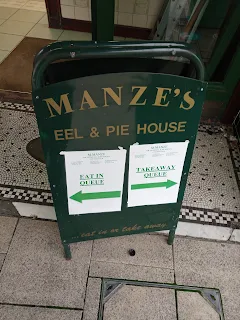 MANZE'S
EEL & PIE HOUSE
EAT IN
QUEUE
TAKEAWAY
QUEUE
eat in or take away